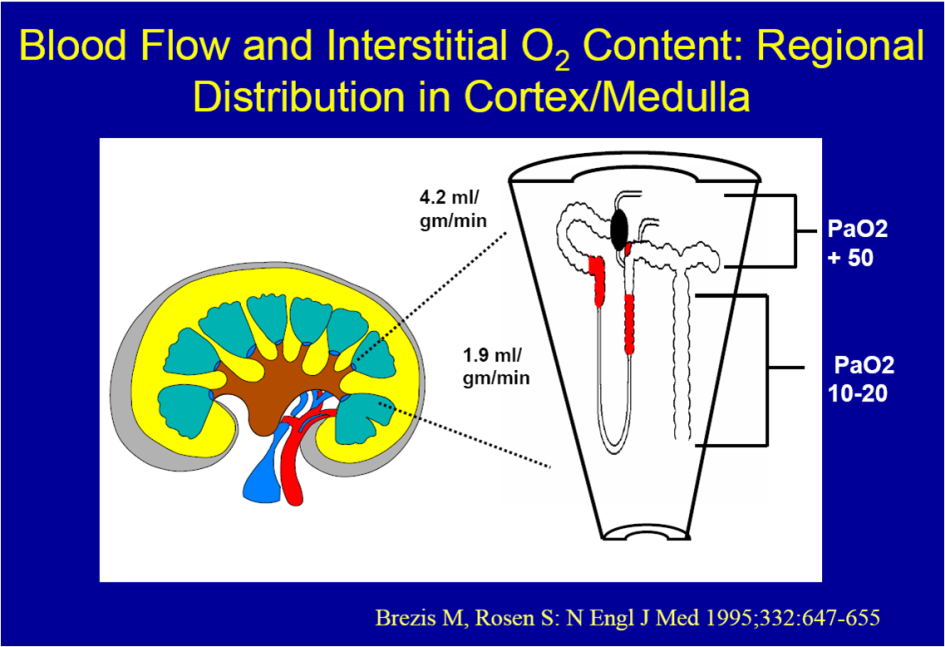 Blood Flow and Interstitial O₂ Content: Regional
Distribution in Cortex/Medulla
4.2 ml/
gm/min
PaO2
+ 50
1.9 ml/
gm/min
PaO2
10-20
Brezis M, Rosen S: N Engl J Med 1995;332:647-655